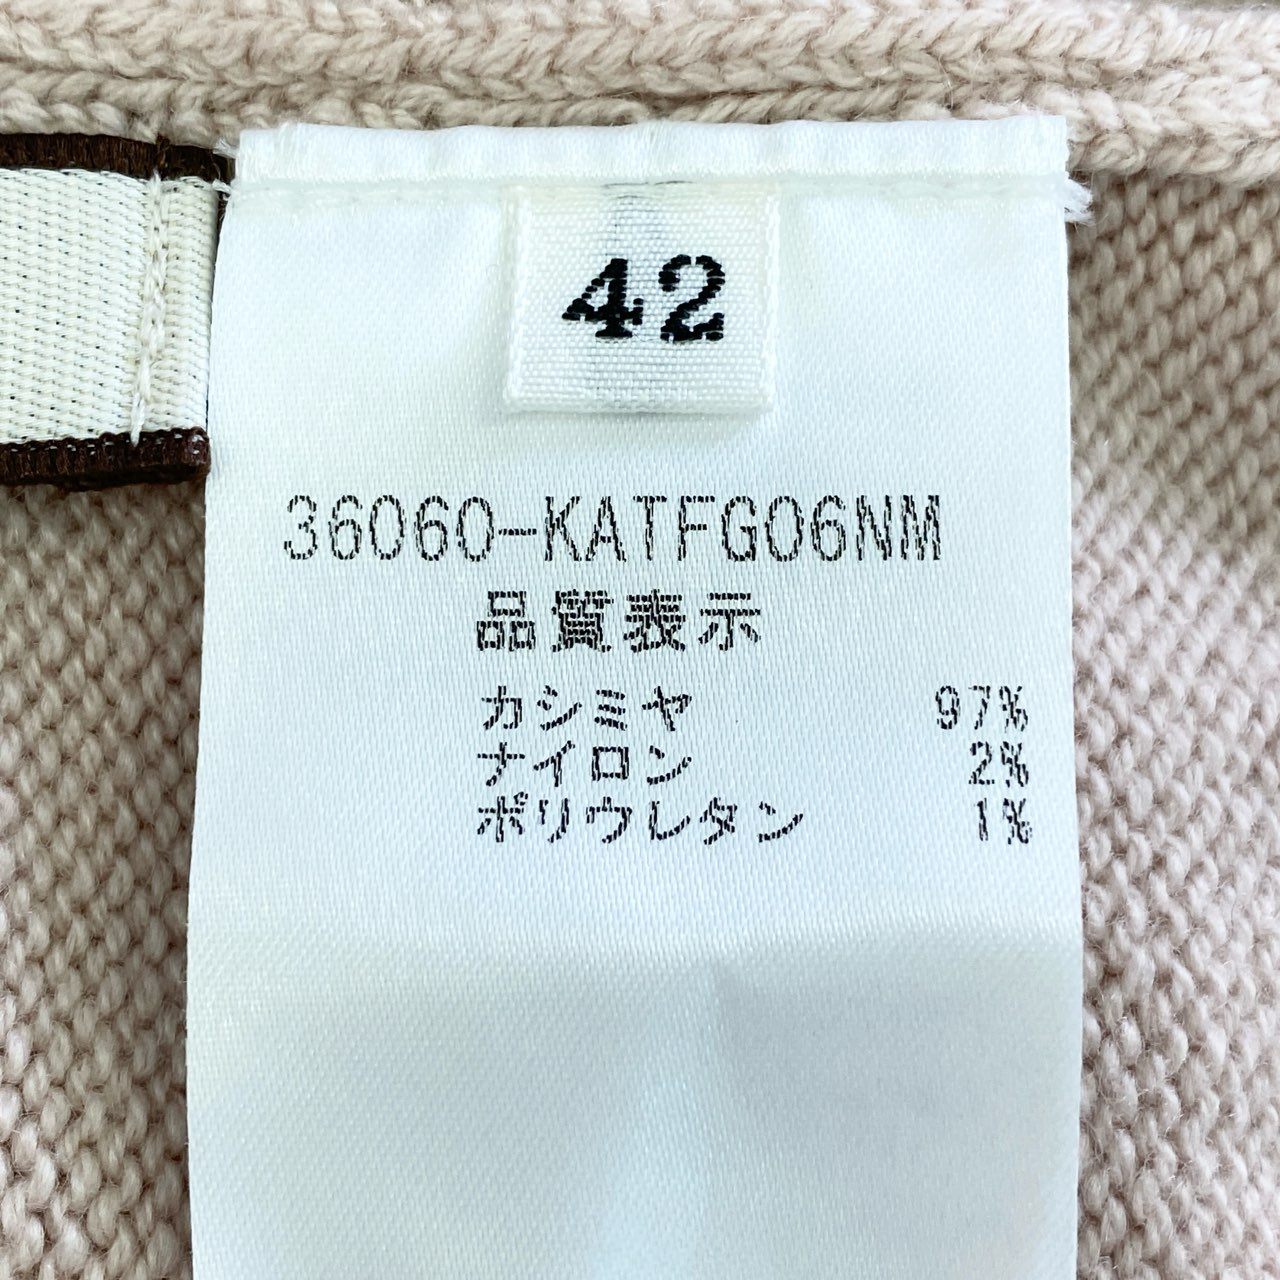 42
36060-KATFG06NM
品質表示
カシミヤ 97%
ナイロン 2%
ポリウレタン 1%